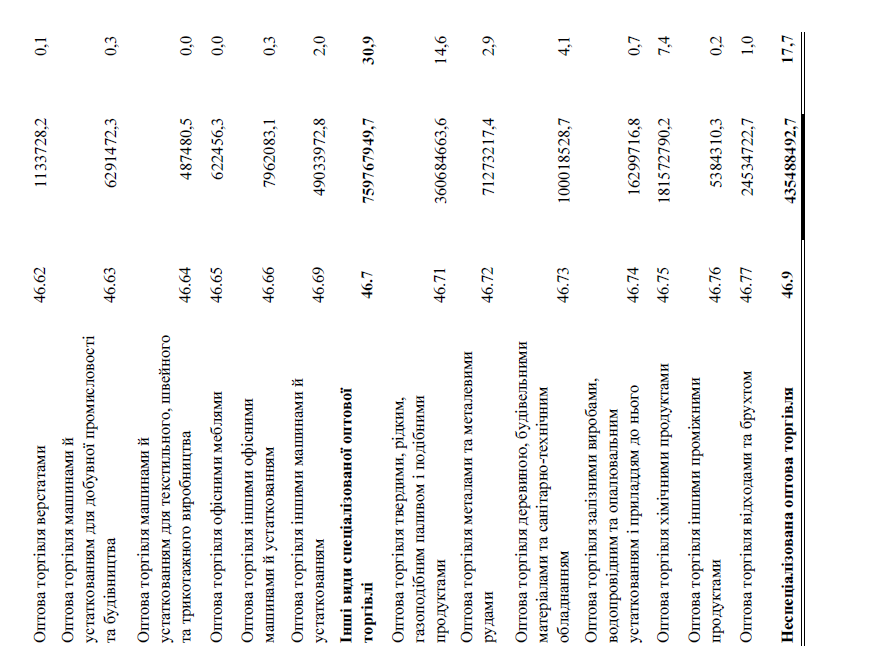 Оптова торгівля верстатами 46.62 1133728,2 0,1
Оптова торгівля машинами й
устаткованням для добувної промисловості
та будівництва 46.63 6291472,3 0,3
Оптова торгівля машинами й
устаткованням для текстильного, швейного
та трикотажного виробництва 46.64 487480,5 0,0
Оптова торгівля офісними меблями 46.65 622456,3 0,0
Оптова торгівля іншими офісними
машинами й устаткованням 46.66 7962083,1 0,3
Оптова торгівля іншими машинами й
устаткованням 46.69 49033972,8 2,0
Інші види спеціалізованої оптової
торгівлі 46.7 759767949,7 30,9
Оптова торгівля твердими, рідким,
газоподібним паливом і подібними
продуктами 46.71 360684663,6 14,6
Оптова торгівля металами та металевими
рудами 46.72 71273217,4 2,9
Оптова торгівля деревиною, будівельними
матеріалами та санітарно-технічним
обладнанням 46.73 100018528,7 4,1
Оптова торгівля залізними виробами,
водопровідним та опалювальним
устаткованням і приладдям до нього 46.74 16299716,8 0,7
Оптова торгівля хімічними продуктами 46.75 181572790,2 7,4
Оптова торгівля іншими проміжними
продуктами 46.76 5384310,3 0,2
Оптова торгівля відходами та брухтом 46.77 24534722,7 1,0
Неспеціалізована оптова торгівля 46.9 435488492,7 17,7